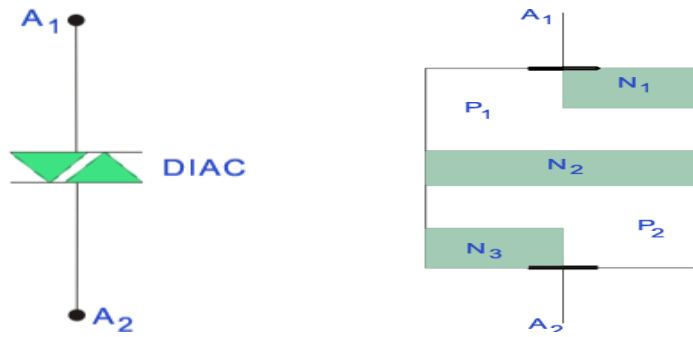 A₁
DIAC
A₂
A₁
N₁
P₁
N₂
P₂
N₃
A₂